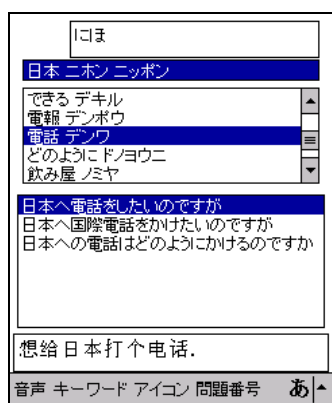 にほ
日本 ニホン ニッポン
できる デキル
電報 デンポウ
電話 デンワ
どのように ドノヨウニ
飲み屋 ノミヤ
日本へ電話をしたいのですが
日本へ国際電話をかけたいのですが
日本への電話はどのようにかけるのですか
想给日本打个电话.
音声 キーワード アイコン 問題番号 あ